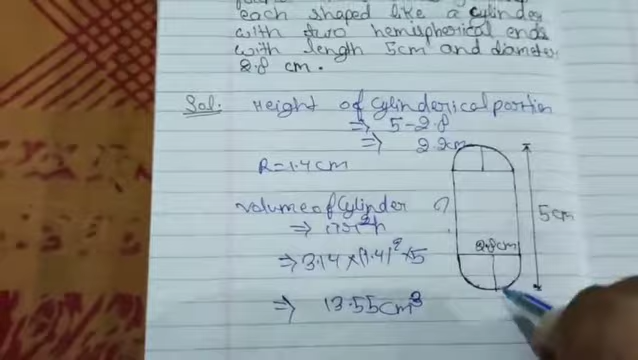 each shaped like a cylinder
with two hemispherical ends
with length 5cm and diameter
2.8 cm.
Sol. Height of Cylinderical portion
⇒ 5-2.8
⇒ 2.2cm
R=1.4cm
Volume of Cylinder
⇒ πr²h
⇒ 3.14×(1.4)²×5
⇒ 13.55cm³
5cm
2.8cm